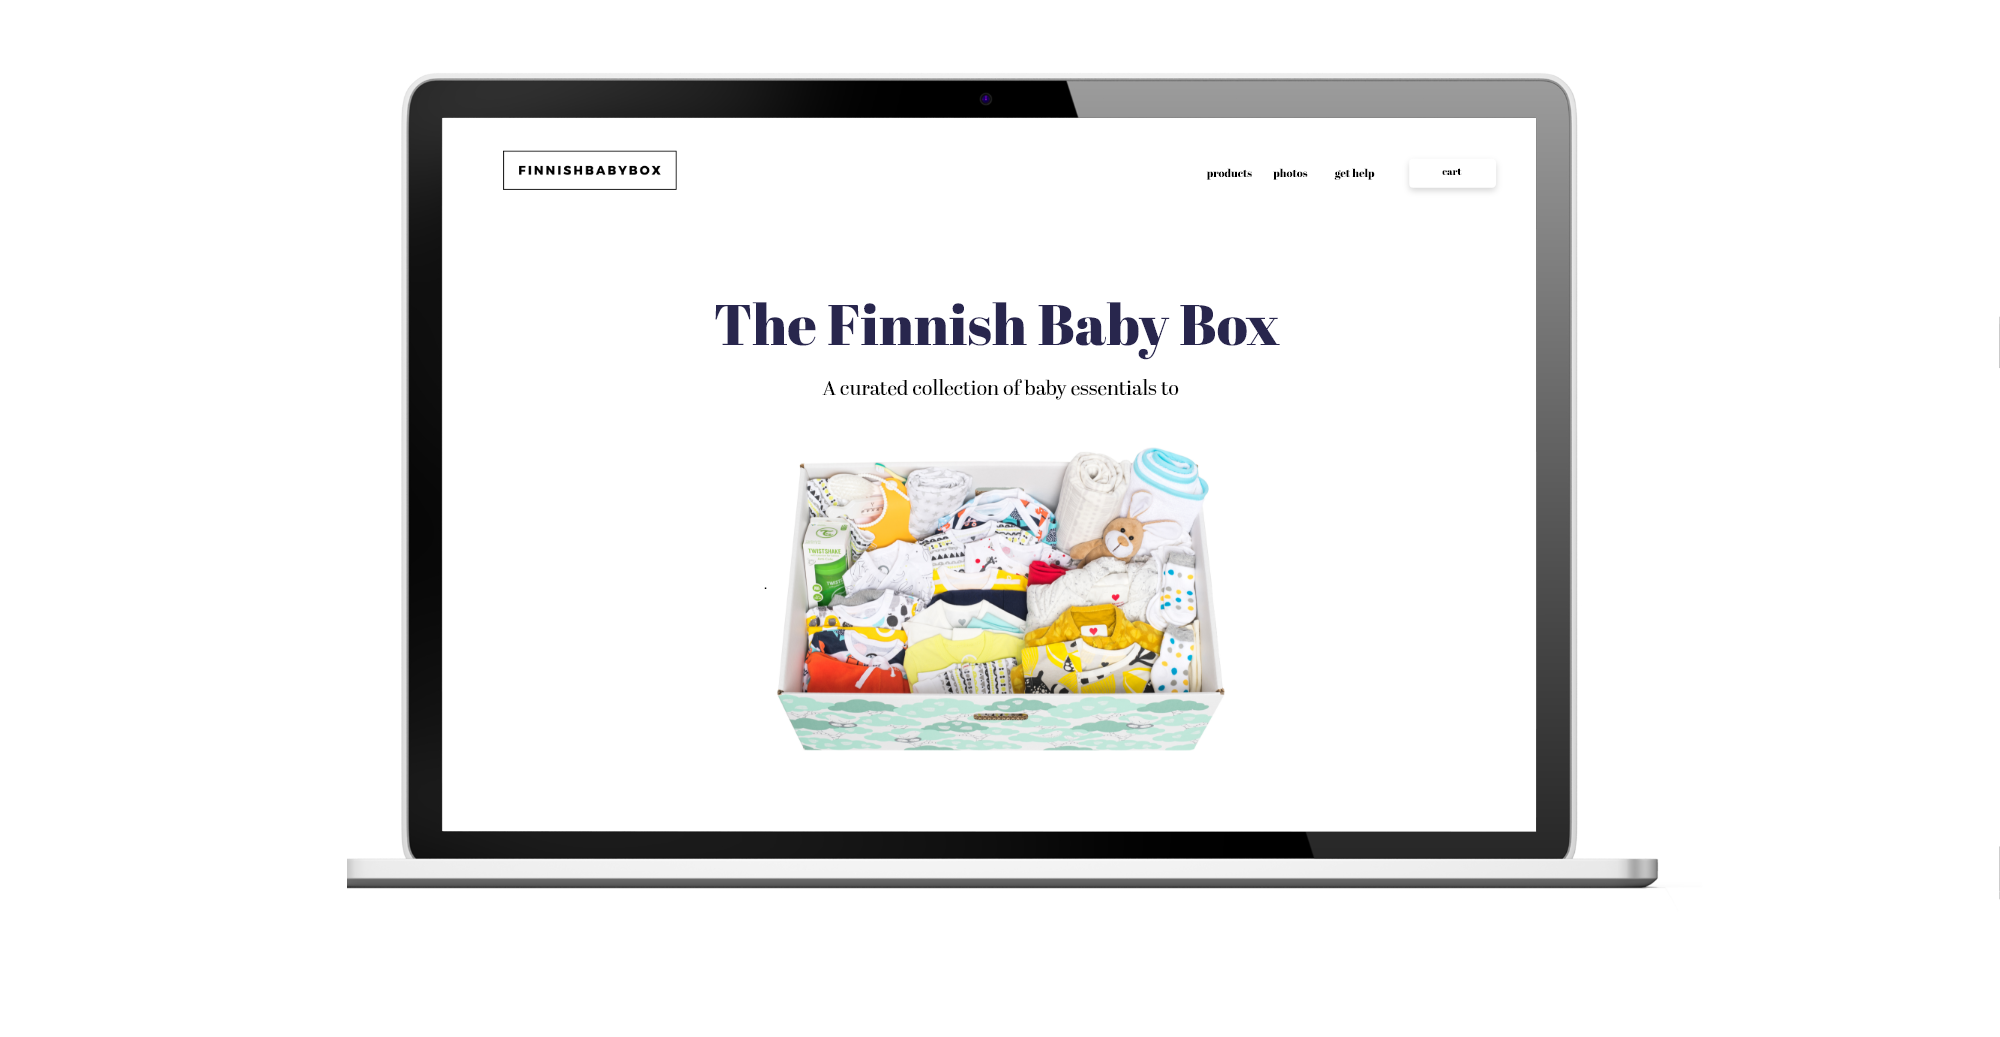 FINNISHBABYBOX
products photos get help cart
The Finnish Baby Box
A curated collection of baby essentials to
TWISTSHAKE